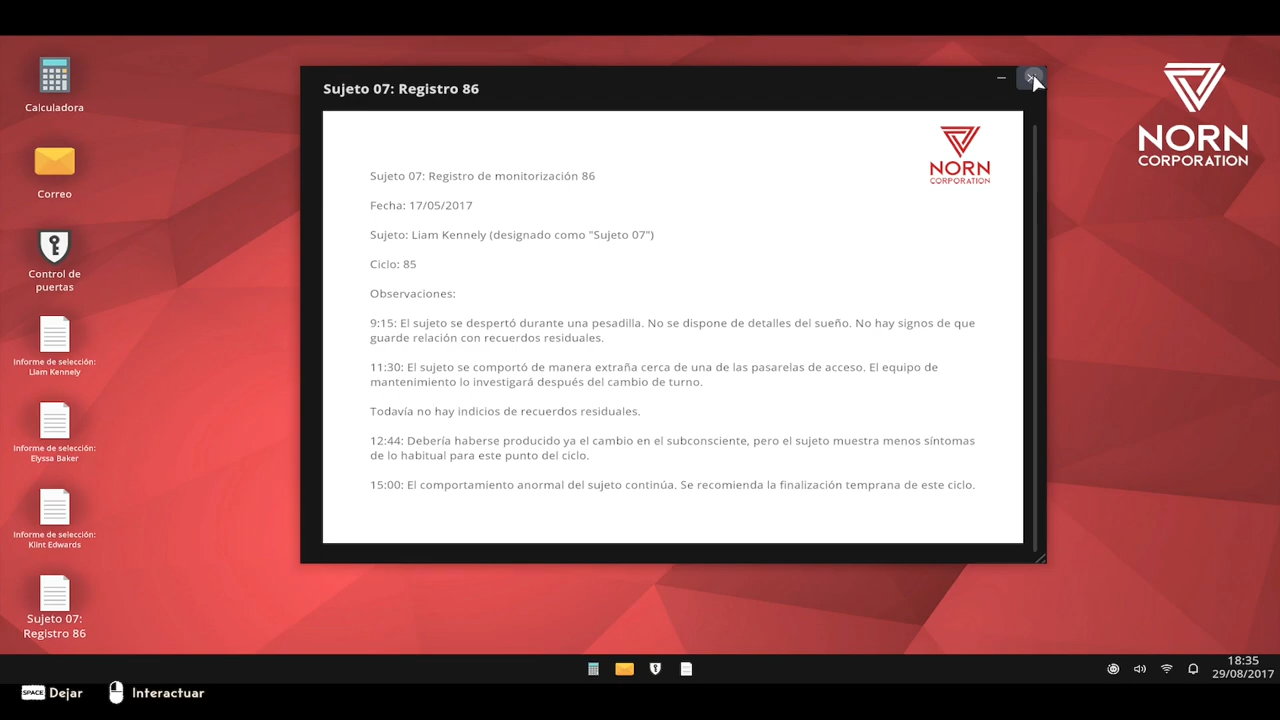 Calculadora
Correo
Control de
puertas
Informe de selección:
Liam Kennely
Informe de selección:
Elyssa Baker
Informe de selección:
Klint Edwards
Sujeto 07:
Registro 86
Sujeto 07: Registro 86
NORN
CORPORATION
Sujeto 07: Registro de monitorización 86
Fecha: 17/05/2017
Sujeto: Liam Kennely (designado como "Sujeto 07")
Ciclo: 85
Observaciones:
9:15: El sujeto se despertó durante una pesadilla. No se dispone de detalles del sueño. No hay signos de que
guarde relación con recuerdos residuales.
11:30: El sujeto se comportó de manera extraña cerca de una de las pasarelas de acceso. El equipo de
mantenimiento lo investigará después del cambio de turno.
Todavía no hay indicios de recuerdos residuales.
12:44: Debería haberse producido ya el cambio en el subconsciente, pero el sujeto muestra menos síntomas
de lo habitual para este punto del ciclo.
15:00: El comportamiento anormal del sujeto continúa. Se recomienda la finalización temprana de este ciclo.
NORN
CORPORATION
18:35
29/08/2017
SPACE Dejar
Interactuar